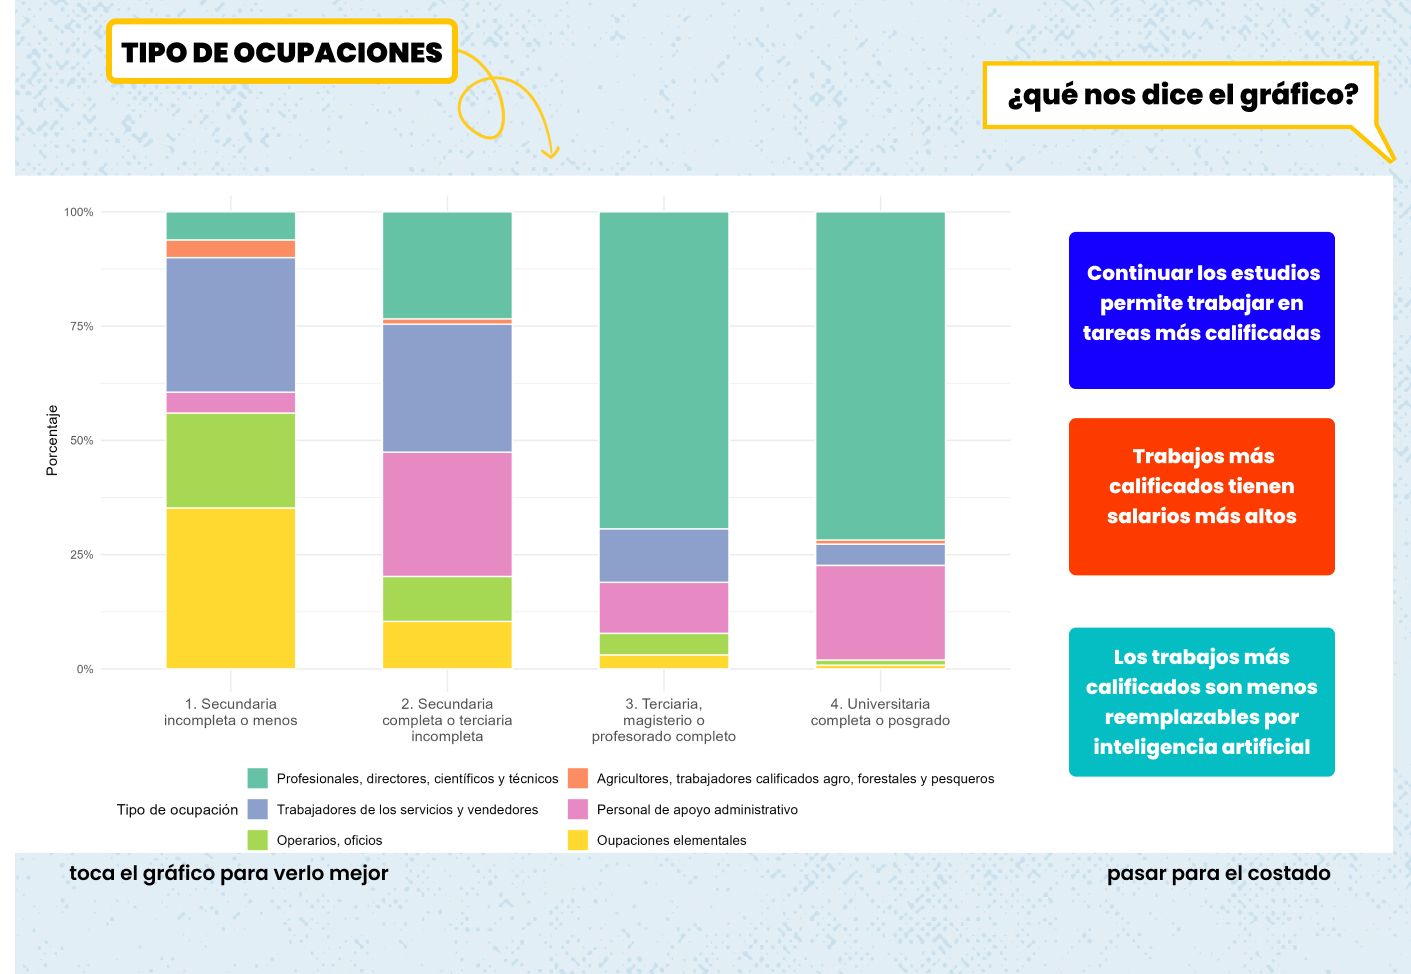 TIPO DE OCUPACIONES
¿qué nos dice el gráfico?
100%
75%
50%
25%
0%
Porcentaje
1. Secundaria
incompleta o menos
2. Secundaria
completa o terciaria
incompleta
3. Terciaria,
magisterio o
profesorado completo
4. Universitaria
completa o posgrado
Tipo de ocupación
Profesionales, directores, científicos y técnicos
Agricultores, trabajadores calificados agro, forestales y pesqueros
Trabajadores de los servicios y vendedores
Personal de apoyo administrativo
Operarios, oficios
Oupaciones elementales
Continuar los estudios
permite trabajar en
tareas más calificadas
Trabajos más
calificados tienen
salarios más altos
Los trabajos más
calificados son menos
reemplazables por
inteligencia artificial
toca el gráfico para verlo mejor
pasar para el costado